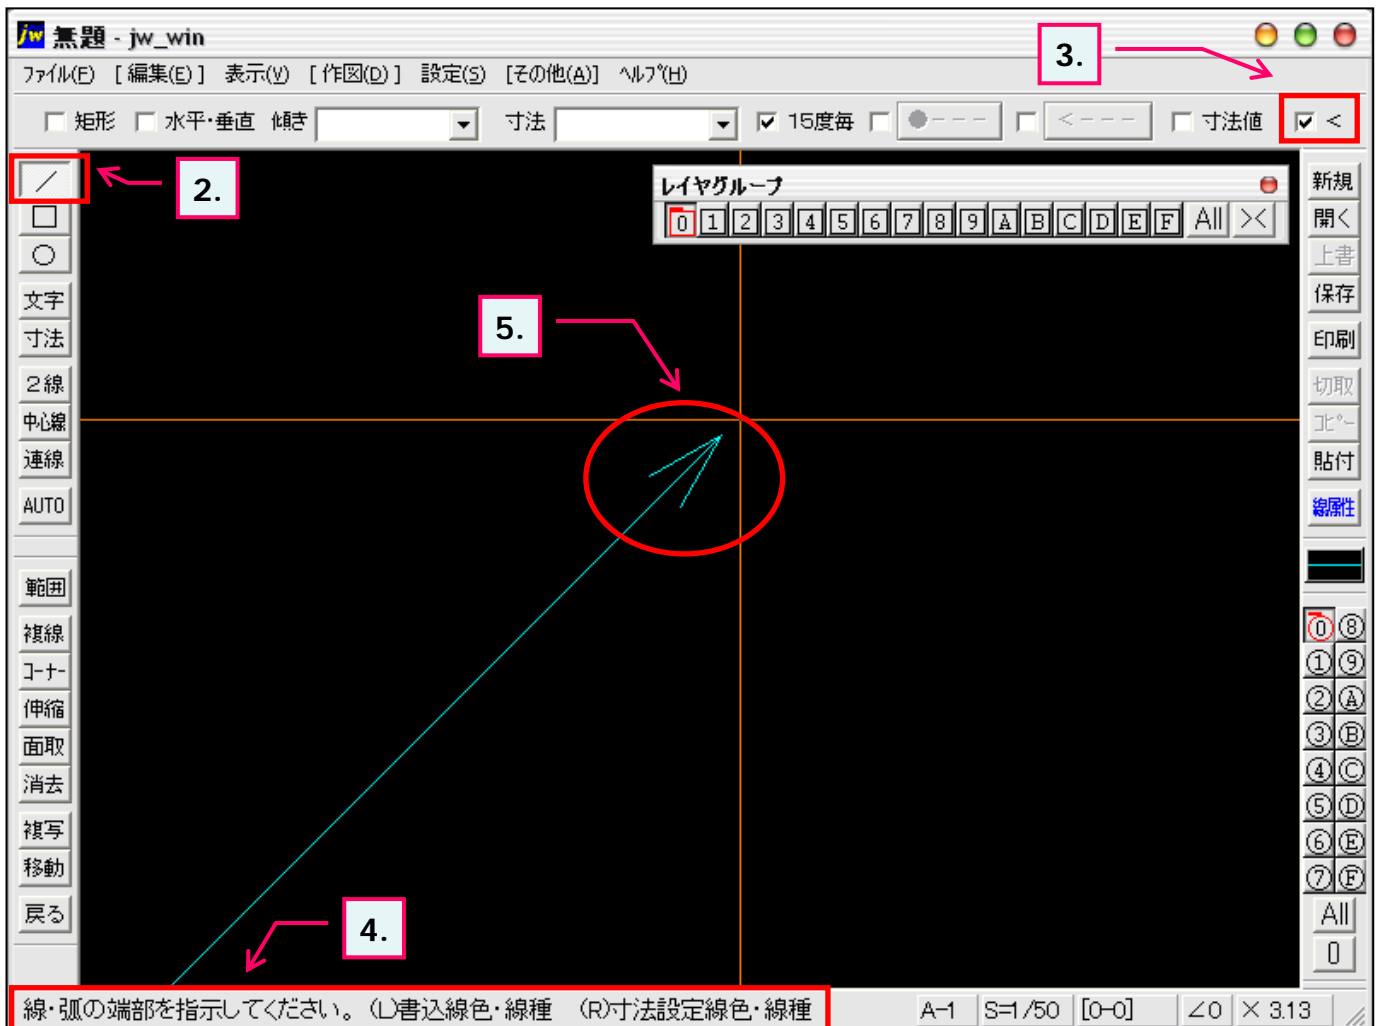 jw 無題 - jw_win
3.
ﾌｧｲﾙ(F) [ 編集(E) ] 表示(V) [ 作図(D) ] 設定(S) [その他(A)] ﾍﾙﾌﾟ(H)
矩形 水平・垂直 傾き 寸法 15度毎 ●--- <--- 寸法値 <
2.
／
□
○
文字
寸法
２線
中心線
連線
AUTO
範囲
複線
ｺｰﾅｰ
伸縮
面取
消去
複写
移動
戻る
レイヤグループ
0 1 2 3 4 5 6 7 8 9 A B C D E F All ><
5.
4.
新規
開く
上書
保存
印刷
切取
ｺﾋﾟｰ
貼付
線属性
0 8
1 9
2 A
3 B
4 C
5 D
6 E
7 F
All
0
線・弧の端部を指示してください。 (L)書込線色・線種 (R)寸法設定線色・線種
A-1 S=1/50 [0-0] ∠0 × 3.13